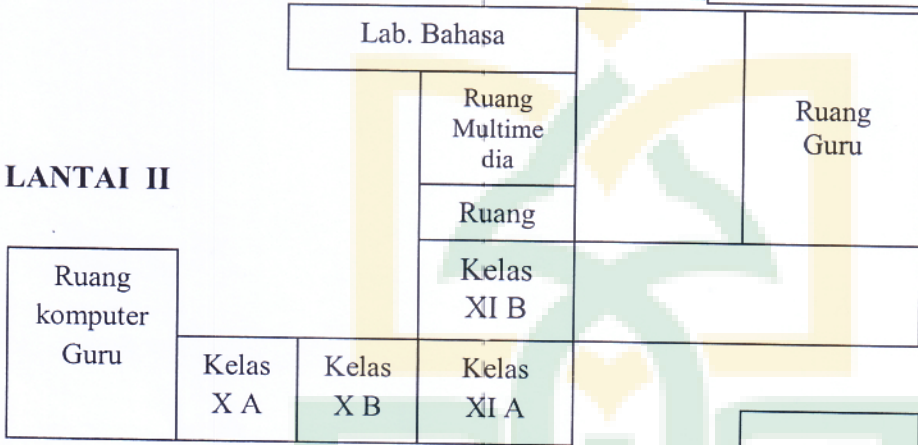 Lab. Bahasa
Ruang
Multime
dia
Ruang
Guru
LANTAI II
Ruang
Kelas
XI B
Ruang
komputer
Guru
Kelas
X A
Kelas
X B
Kelas
XI A